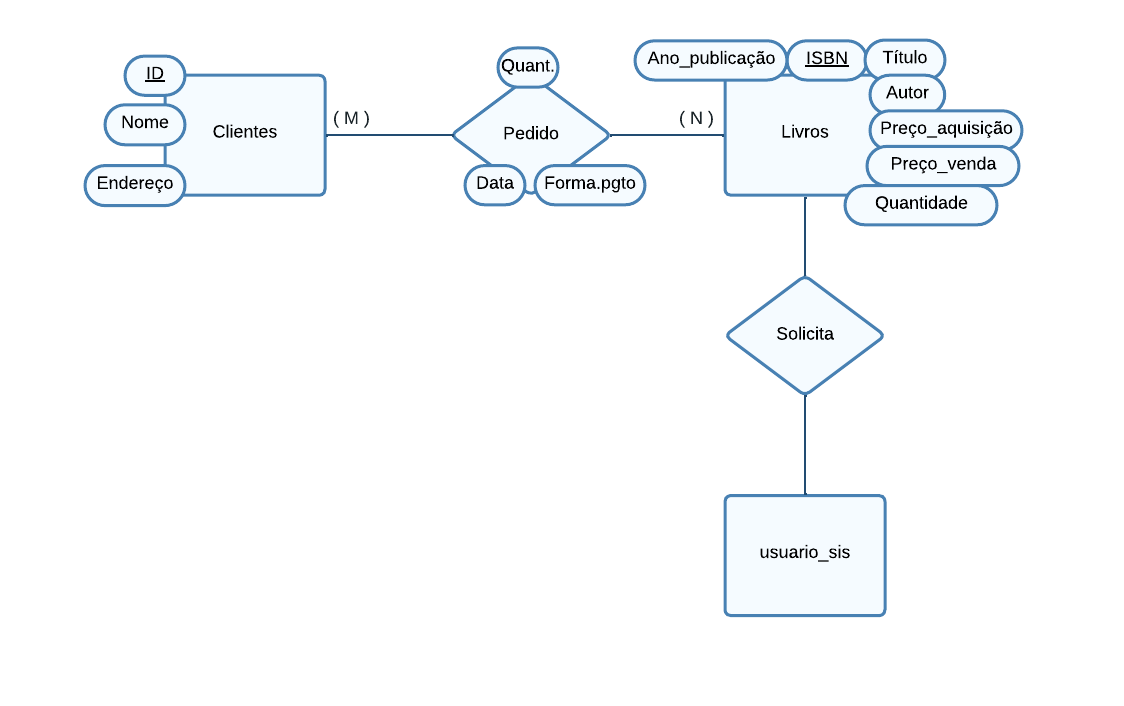 Ano_publicação
ISBN
Título
Quant.
ID
Autor
Nome
Clientes
( M )
Pedido
( N )
Livros
Preço_aquisição
Preço_venda
Endereço
Data
Forma.pgto
Quantidade
Solicita
usuario_sis